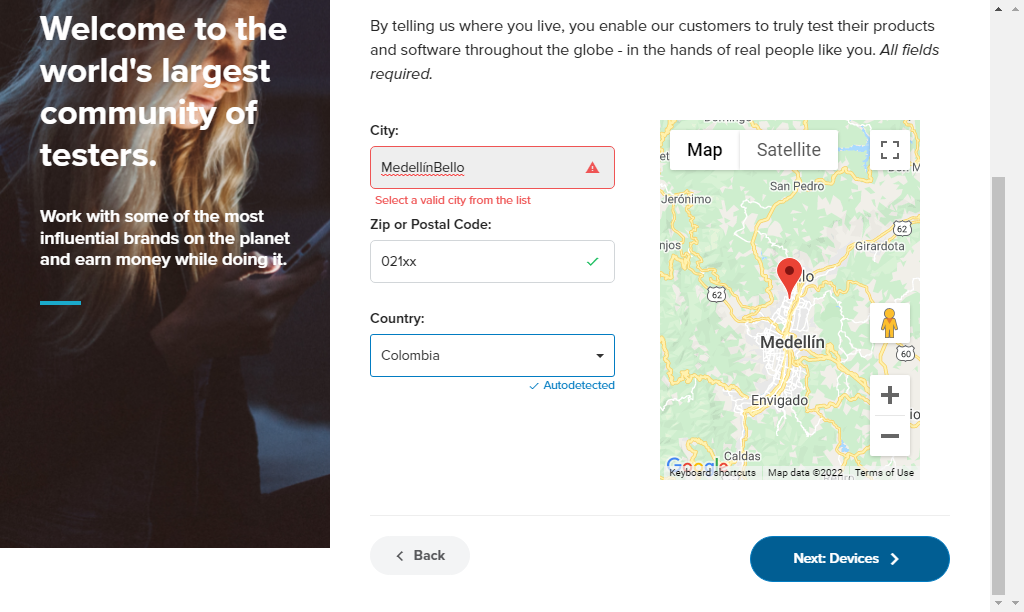 Welcome to the
world's largest
community of
testers.
Work with some of the most
influential brands on the planet
and earn money while doing it.
By telling us where you live, you enable our customers to truly test their products
and software throughout the globe - in the hands of real people like you. All fields
required.
City:
MedellínBello
Select a valid city from the list
Zip or Postal Code:
021xx
Country:
Colombia
Autodetected
Map
Satellite
San Pedro
Jerónimo
62
Girardota
62
Medellín
60
Envigado
Caldas
Google
Keyboard shortcuts
Map data ©2022
Terms of Use
Back
Next: Devices